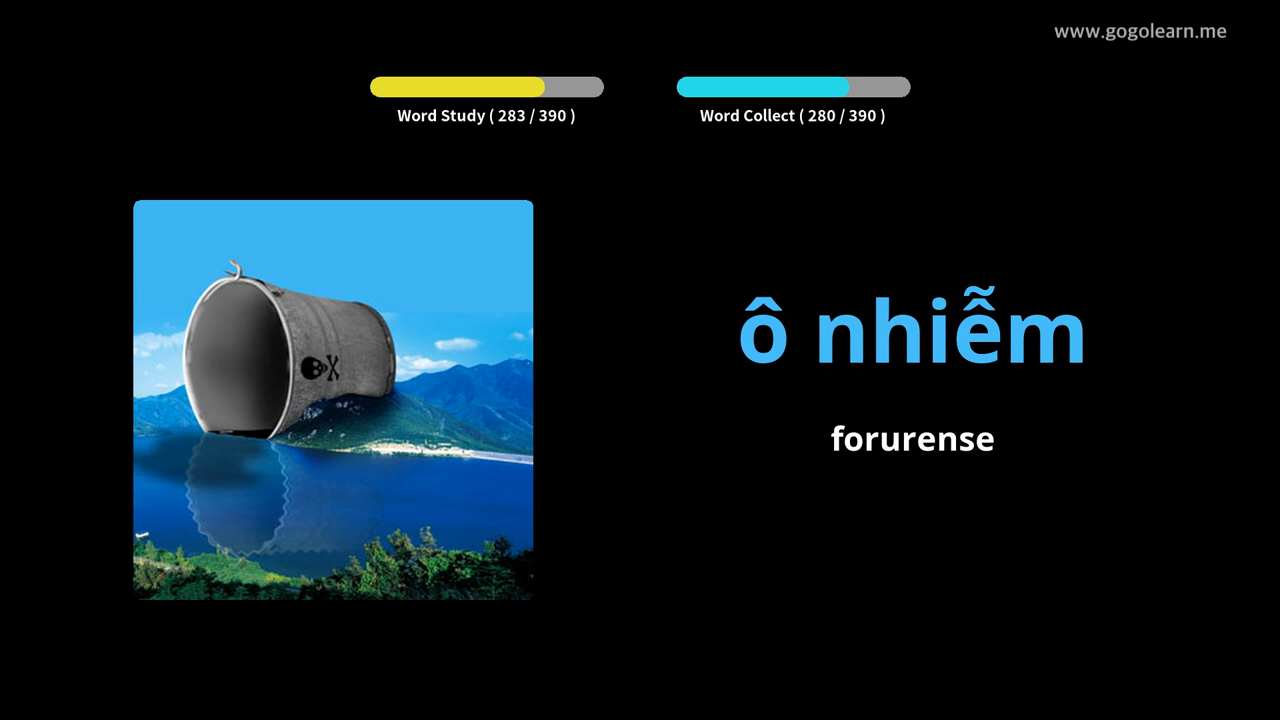 www.gogolearn.me
Word Study ( 283 / 390 )
Word Collect ( 280 / 390 )
ô nhiễm
forurense